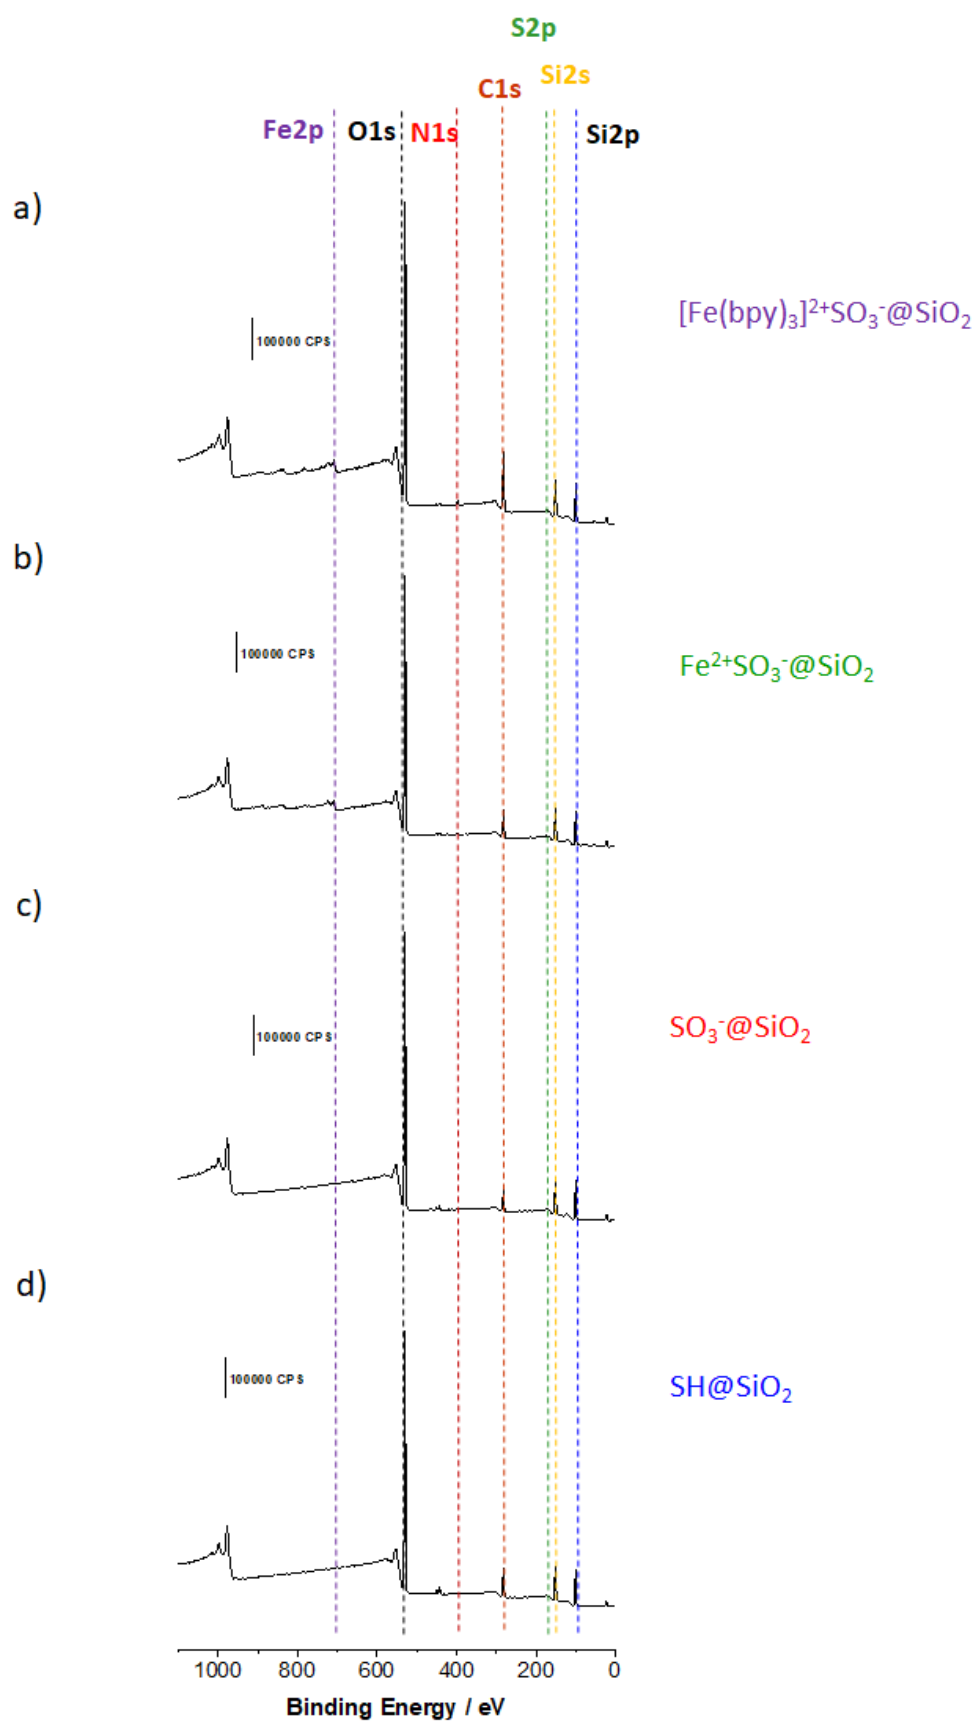 S2p
Si2s
C1s
Fe2p O1s N1s Si2p
a)
[Fe(bpy)₃]²⁺SO₃⁻@SiO₂
100000 CPS
b)
100000 CPS
Fe²⁺SO₃⁻@SiO₂
c)
100000 CPS
SO₃⁻@SiO₂
d)
100000 CPS
SH@SiO₂
1000 800 600 400 200 0
Binding Energy / eV